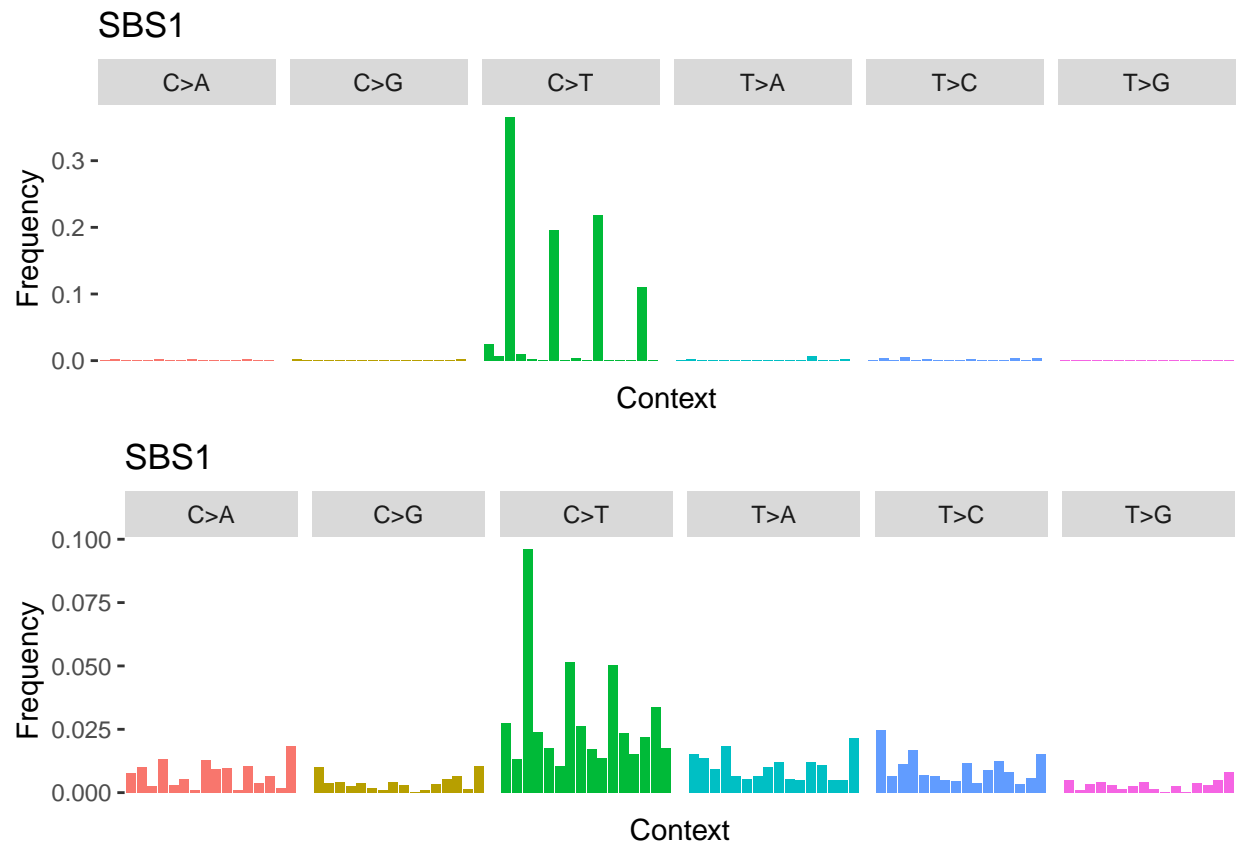 SBS1
C>A C>G C>T T>A T>C T>G
Frequency
0.3
0.2
0.1
0.0
Context
SBS1
C>A C>G C>T T>A T>C T>G
Frequency
0.100
0.075
0.050
0.025
0.000
Context